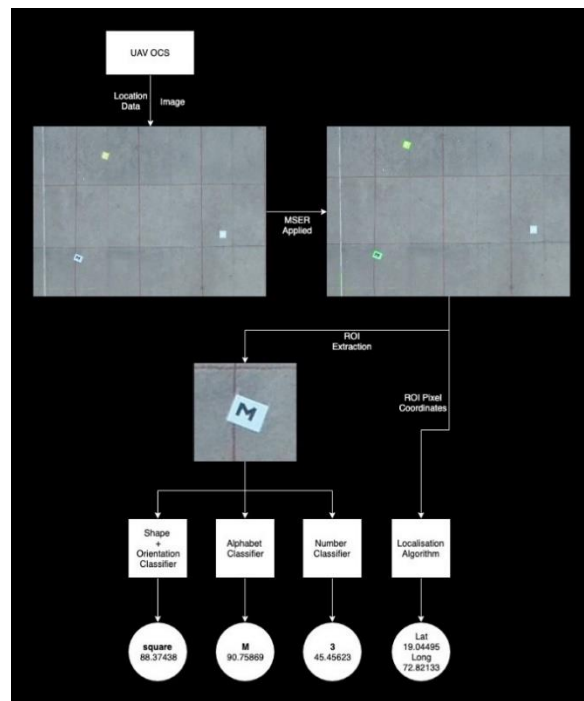 UAV OCS
Location
Data
Image
MSER
Applied
ROI
Extraction
ROI Pixel
Coordinates
M
Shape
+
Orientation
Classifier
Alphabet
Classifier
Number
Classifier
Localisation
Algorithm
square
88.37438
M
90.75869
3
45.45623
Lat
19.04495
Long
72.82133